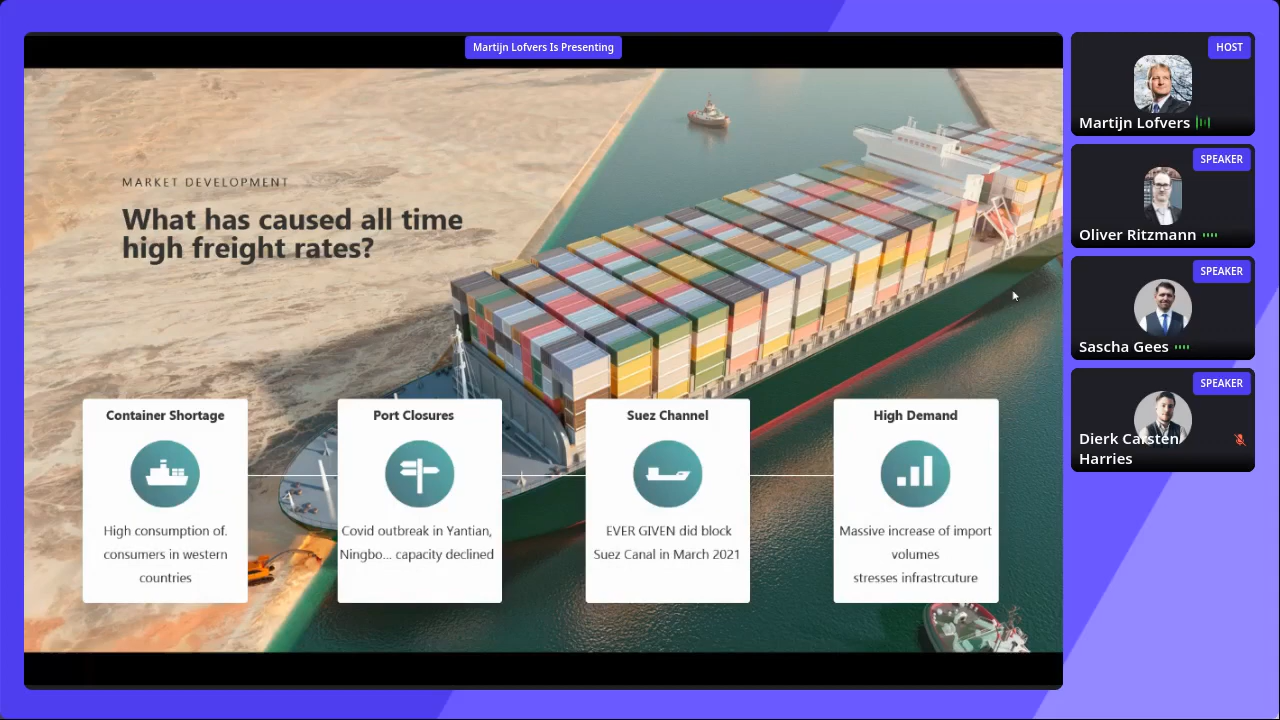 Martijn Lofvers Is Presenting
MARKET DEVELOPMENT
What has caused all time
high freight rates?
Container Shortage
High consumption of.
consumers in western
countries
Port Closures
Covid outbreak in Yantian,
Ningbo... capacity declined
Suez Channel
EVER GIVEN did block
Suez Canal in March 2021
High Demand
Massive increase of import
volumes
stresses infrastrcuture
HOST
Martijn Lofvers
SPEAKER
Oliver Ritzmann
SPEAKER
Sascha Gees
SPEAKER
Dierk Carsten
Harries